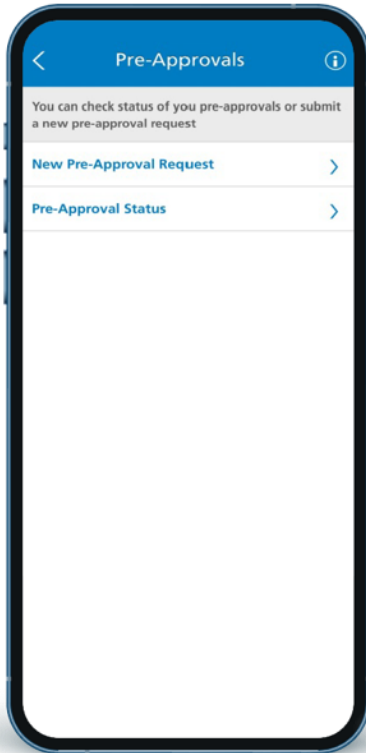 Pre-Approvals
You can check status of you pre-approvals or submit
a new pre-approval request
New Pre-Approval Request
Pre-Approval Status